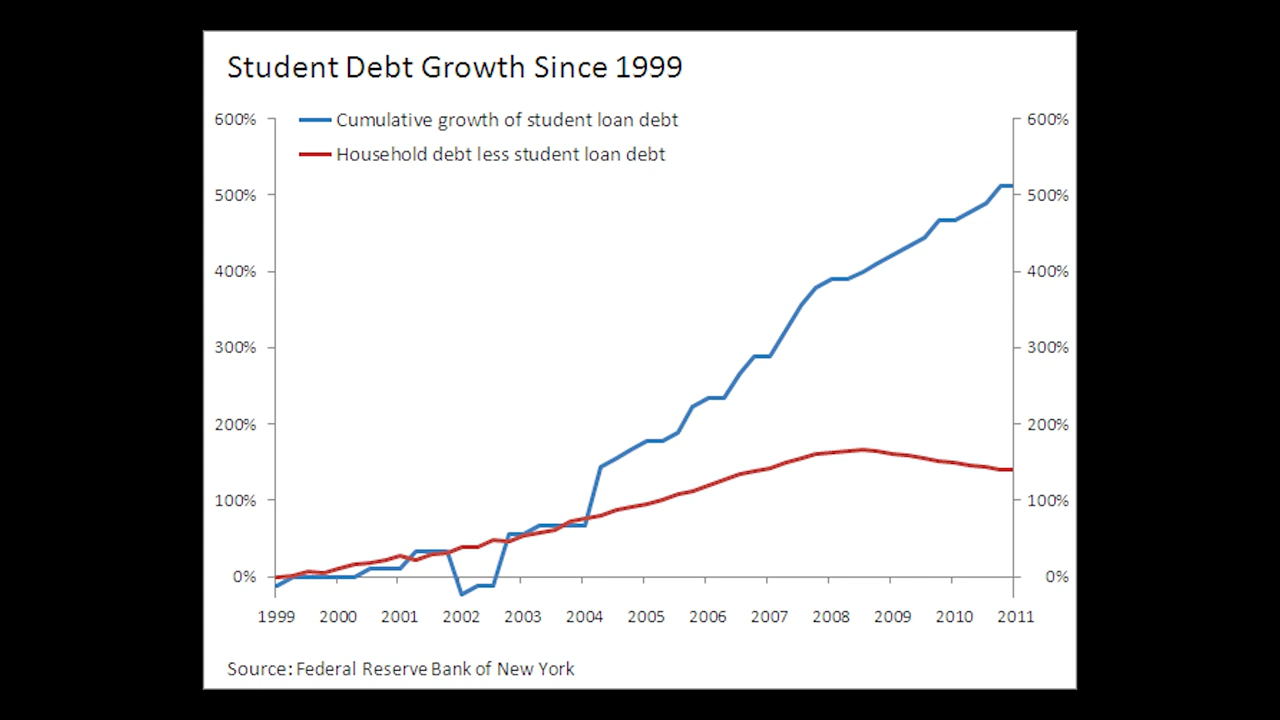 Student Debt Growth Since 1999
600%
Cumulative growth of student loan debt
600%
Household debt less student loan debt
500%
500%
400%
400%
300%
300%
200%
200%
100%
100%
0%
0%
1999 2000 2001 2002 2003 2004 2005 2006 2007 2008 2009 2010 2011
Source: Federal Reserve Bank of New York